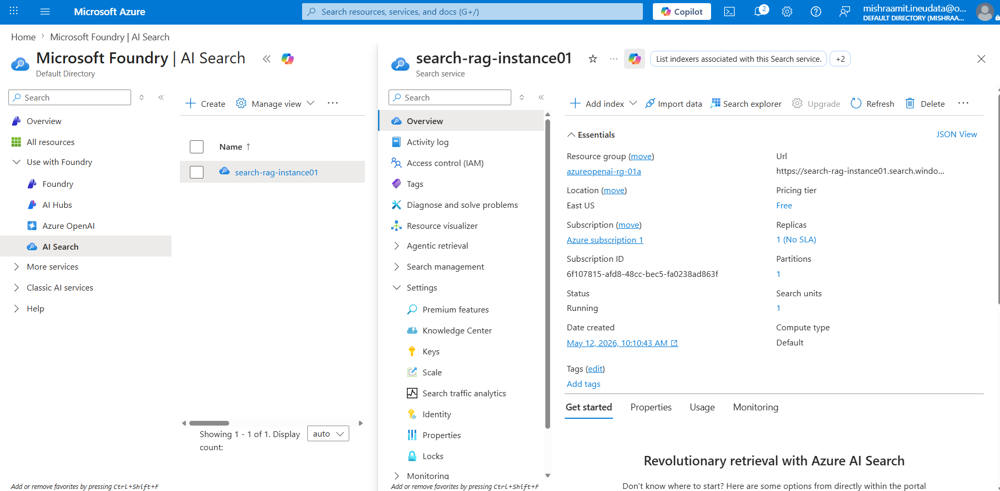 Microsoft Azure
Search resources, services, and docs (G+/)
Copilot
2
mishraamit.ineudata@o...
DEFAULT DIRECTORY (MISHRAA...
Home > Microsoft Foundry | AI Search
Microsoft Foundry | AI Search
Default Directory
Search
Overview
All resources
Use with Foundry
Foundry
AI Hubs
Azure OpenAI
AI Search
More services
Classic AI services
Help
Add or remove favorites by pressing Ctrl+Shift+F
Create
Manage view
...
Name ↑
search-rag-instance01
Showing 1 - 1 of 1. Display
count:
auto
search-rag-instance01
Search service
...
List indexers associated with this Search service.
+2
Search
Overview
Activity log
Access control (IAM)
Tags
Diagnose and solve problems
Resource visualizer
Agentic retrieval
Search management
Settings
Premium features
Knowledge Center
Keys
Scale
Search traffic analytics
Identity
Properties
Locks
Monitoring
Add or remove favorites by pressing Ctrl+Shift+F
Add index
Import data
Search explorer
Upgrade
Refresh
Delete
...
Essentials
JSON View
Resource group (move)
azureopenai-rg-01a
Location (move)
East US
Subscription (move)
Azure subscription 1
Subscription ID
6f107815-afd8-48cc-bec5-fa0238ad863f
Status
Running
Date created
May 12, 2026, 10:10:43 AM
Url
https://search-rag-instance01.search.windo...
Pricing tier
Free
Replicas
1 (No SLA)
Partitions
1
Search units
1
Compute type
Default
Tags (edit)
Add tags
Get started
Properties
Usage
Monitoring
Revolutionary retrieval with Azure AI Search
Don't know where to start? Here are some options from directly within the portal